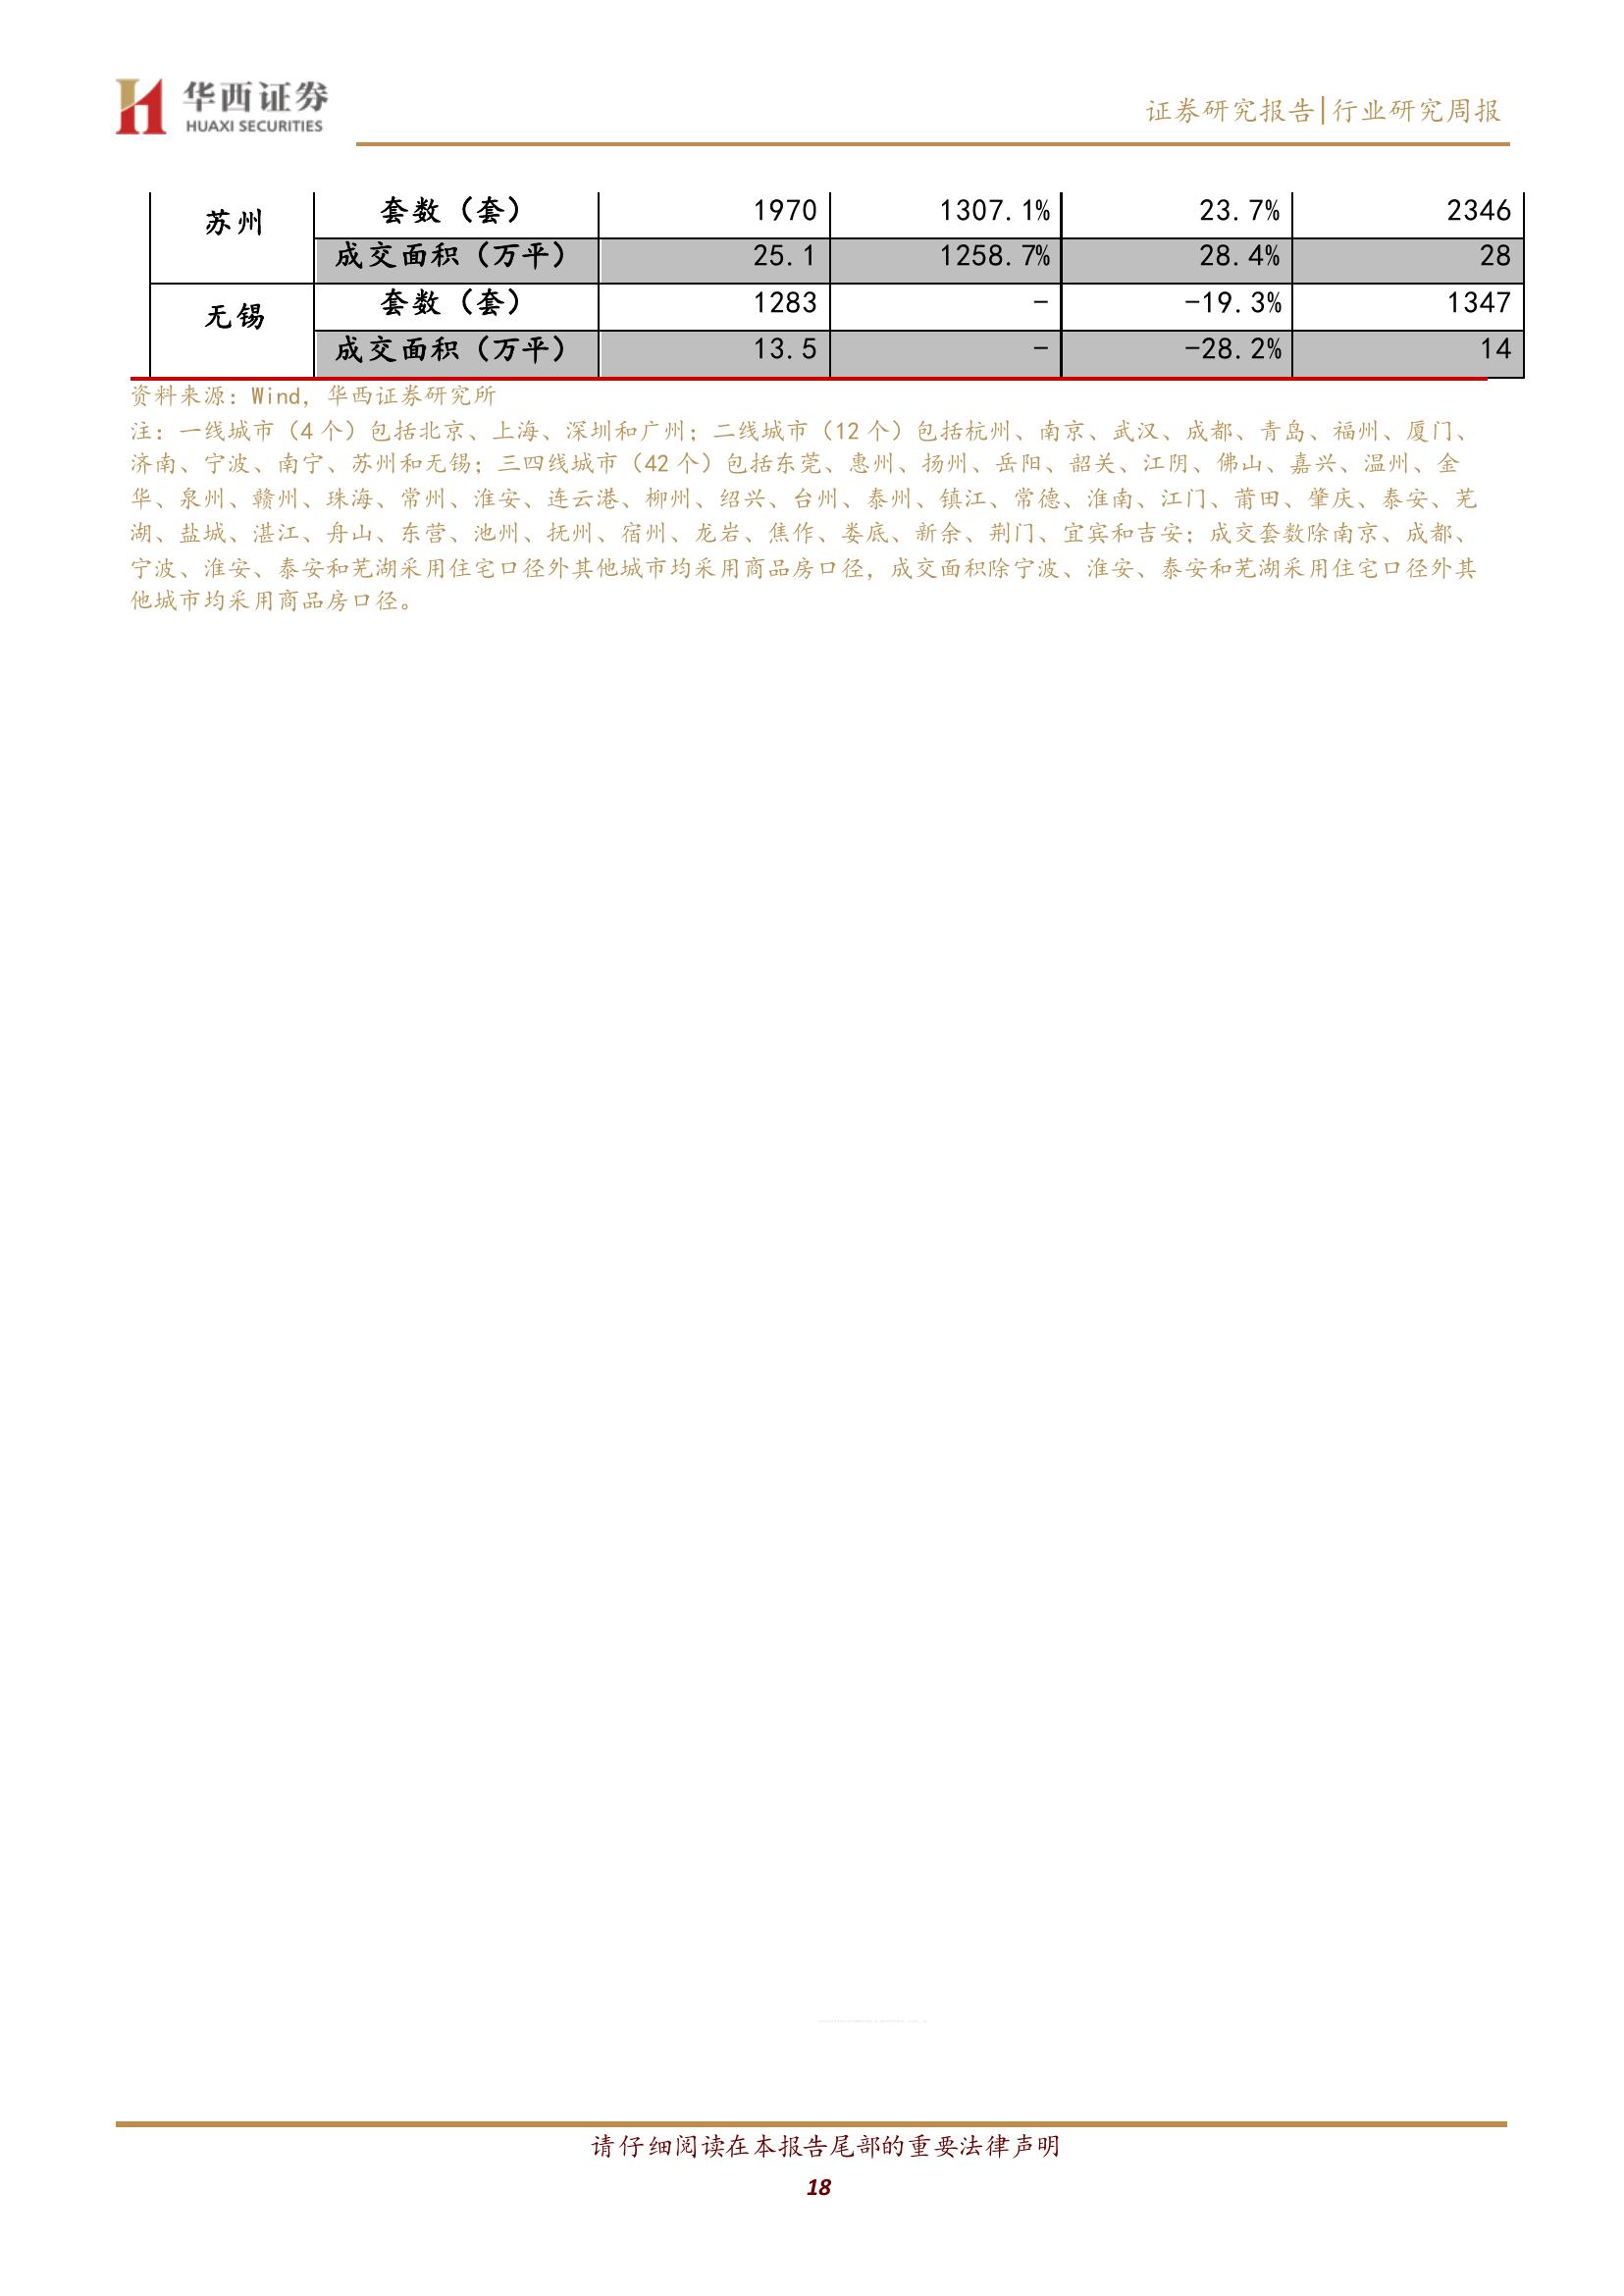 华西证券
HUAXI SECURITIES
证券研究报告|行业研究周报
苏州 套数（套） 1970 1307.1% 23.7% 2346
成交面积（万平） 25.1 1258.7% 28.4% 28
无锡 套数（套） 1283 - -19.3% 1347
成交面积（万平） 13.5 - -28.2% 14
资料来源：Wind，华西证券研究所
注：一线城市（4 个）包括北京、上海、深圳和广州；二线城市（12 个）包括杭州、南京、武汉、成都、青岛、福州、厦门、
济南、宁波、南宁、苏州和无锡；三四线城市（42 个）包括东莞、惠州、扬州、岳阳、韶关、江阴、佛山、嘉兴、温州、金
华、泉州、赣州、珠海、常州、淮安、连云港、柳州、绍兴、台州、泰州、镇江、常德、淮南、江门、莆田、肇庆、泰安、芜
湖、盐城、湛江、舟山、东营、池州、抚州、宿州、龙岩、焦作、娄底、新余、荆门、宜宾和吉安；成交套数除南京、成都、
宁波、淮安、泰安和芜湖采用住宅口径外其他城市均采用商品房口径，成交面积除宁波、淮安、泰安和芜湖采用住宅口径外其
他城市均采用商品房口径。
请仔细阅读在本报告尾部的重要法律声明
18